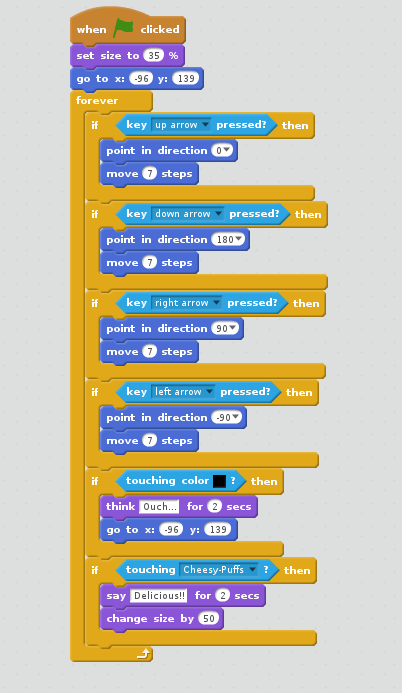 when clicked
set size to 35 %
go to x: -96 y: 139
forever
if key up arrow pressed? then
point in direction 0
move 7 steps
if key down arrow pressed? then
point in direction 180
move 7 steps
if key right arrow pressed? then
point in direction 90
move 7 steps
if key left arrow pressed? then
point in direction -90
move 7 steps
if touching color ? then
think Ouch... for 2 secs
go to x: -96 y: 139
if touching Cheesy-Puffs ? then
say Delicious!! for 2 secs
change size by 50